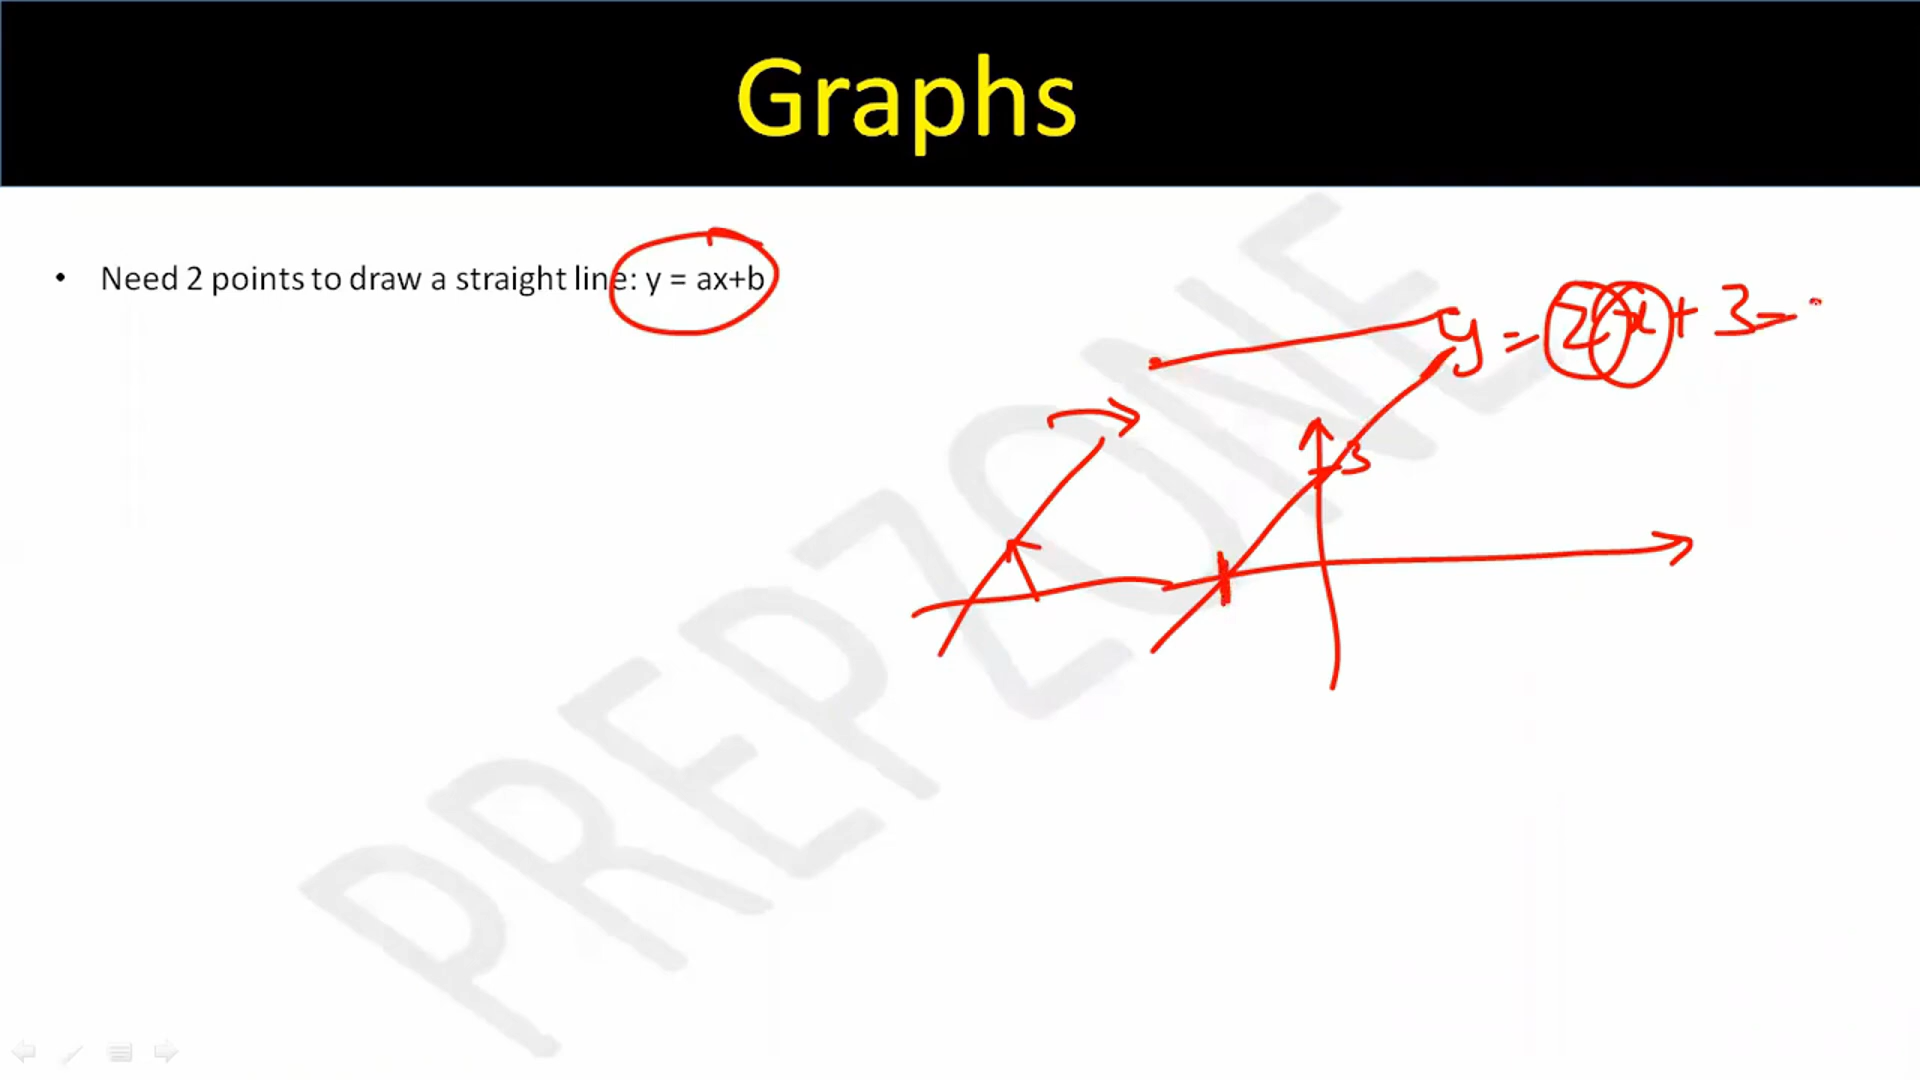 Graphs
• Need 2 points to draw a straight line: y = ax+b
y = 2x + 3
3
PREPZONE